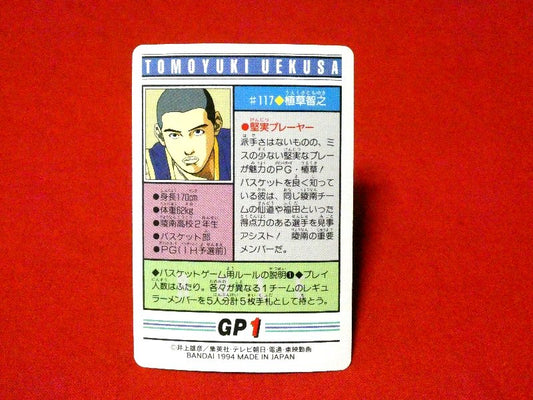 TOMOYUKI UEKUSA
#117◆植草智之
●堅実プレーヤー
派手さはないものの、ミ
スの少ない堅実なプレー
が魅力のPG・植草!
バスケットを良く知って
いる彼は、同じ陵南チー
ムの仙道や福田といった
得点力のある選手を見事
アシスト! 陵南の重要
メンバーだ。
●身長170cm
●体重62kg
●陵南高校2年生
●バスケット部
●PG(IH予選前)
◆バスケットゲーム用ルールの説明❶◆プレイ
人数はふたり。各々が異なる1チームのレギュ
ラーメンバーを5人分計5枚手札として持とう。
GP1
©井上雄彦/集英社・テレビ朝日・電通・東映動画
BANDAI 1994 MADE IN JAPAN